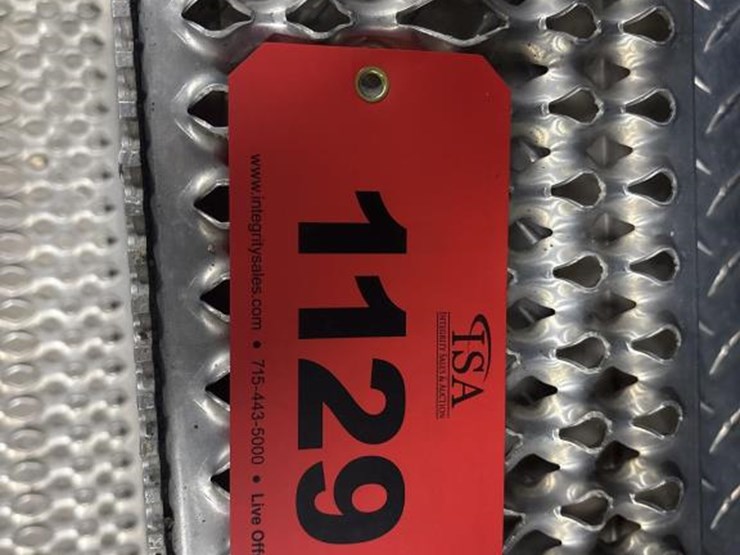 ISA
INTEGRITY SALES & AUCTION
1129
www.integritysales.com • 715-443-5000 • Live Off